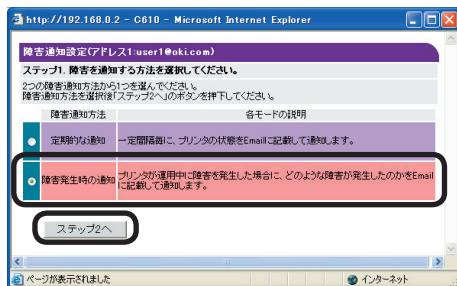 http://192.168.0.2 - C610 - Microsoft Internet Explorer
障害通知設定(アドレス1:user1@oki.com)
ステップ1. 障害を通知する方法を選択してください。
2つの障害通知方法から1つを選んでください。
障害通知方法を選択後「ステップ2へ」のボタンを押下してください。
障害通知方法 各モードの説明
定期的な通知 一定間隔毎に、プリンタの状態をEmailに記載して通知します。
障害発生時の通知 プリンタが運用中に障害を発生した場合に、どのような障害が発生したのかをEmail
に記載して通知します。
ステップ2へ
ページが表示されました インターネット